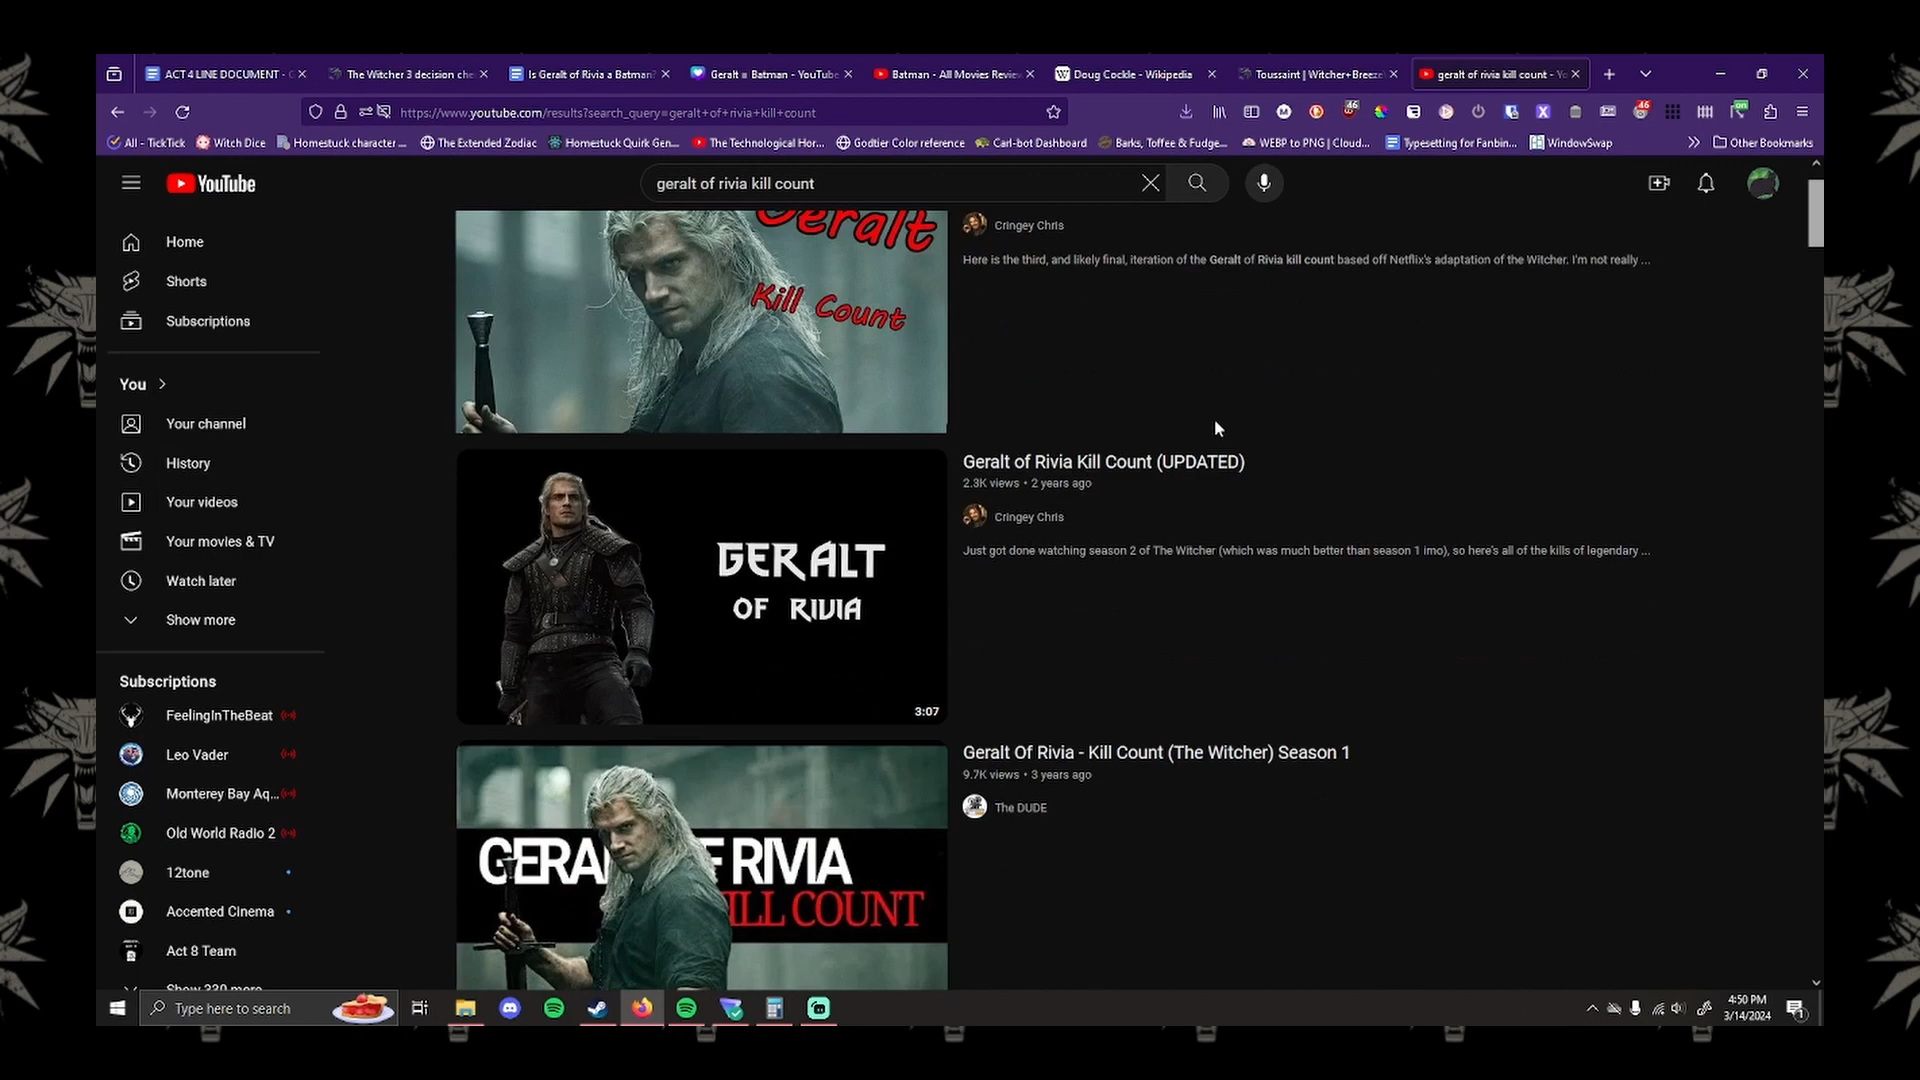 ACT 4 LINE DOCUMENT - G
The Witcher 3 decision che
Is Geralt of Rivia a Batman?
Geralt = Batman - YouTube
Batman - All Movies Review
Doug Cockle - Wikipedia
Toussaint | Witcher+Breeze
geralt of rivia kill count - Yo
https://www.youtube.com/results?search_query=geralt+of+rivia+kill+count
46
46
on
All - TickTick
Witch Dice
Homestuck character ...
The Extended Zodiac
Homestuck Quirk Gen...
The Technological Hor...
Godtier Color reference
Carl-bot Dashboard
Barks, Toffee & Fudge...
WEBP to PNG | Cloud...
Typesetting for Fanbin...
WindowSwap
Other Bookmarks
YouTube
geralt of rivia kill count
Home
Shorts
Subscriptions
You
Your channel
History
Your videos
Your movies & TV
Watch later
Show more
Subscriptions
FeelingInTheBeat
Leo Vader
Monterey Bay Aq...
Old World Radio 2
12tone
Accented Cinema
Act 8 Team
Show 330 more
Geralt
Kill Count
Cringey Chris
Here is the third, and likely final, iteration of the Geralt of Rivia kill count based off Netflix's adaptation of the Witcher. I'm not really ...
GERALT
OF RIVIA
3:07
Geralt of Rivia Kill Count (UPDATED)
2.3K views • 2 years ago
Cringey Chris
Just got done watching season 2 of The Witcher (which was much better than season 1 imo), so here's all of the kills of legendary ...
GERA F RIVIA
ILL COUNT
Geralt Of Rivia - Kill Count (The Witcher) Season 1
9.7K views • 3 years ago
The DUDE
Type here to search
4:50 PM
3/14/2024
1